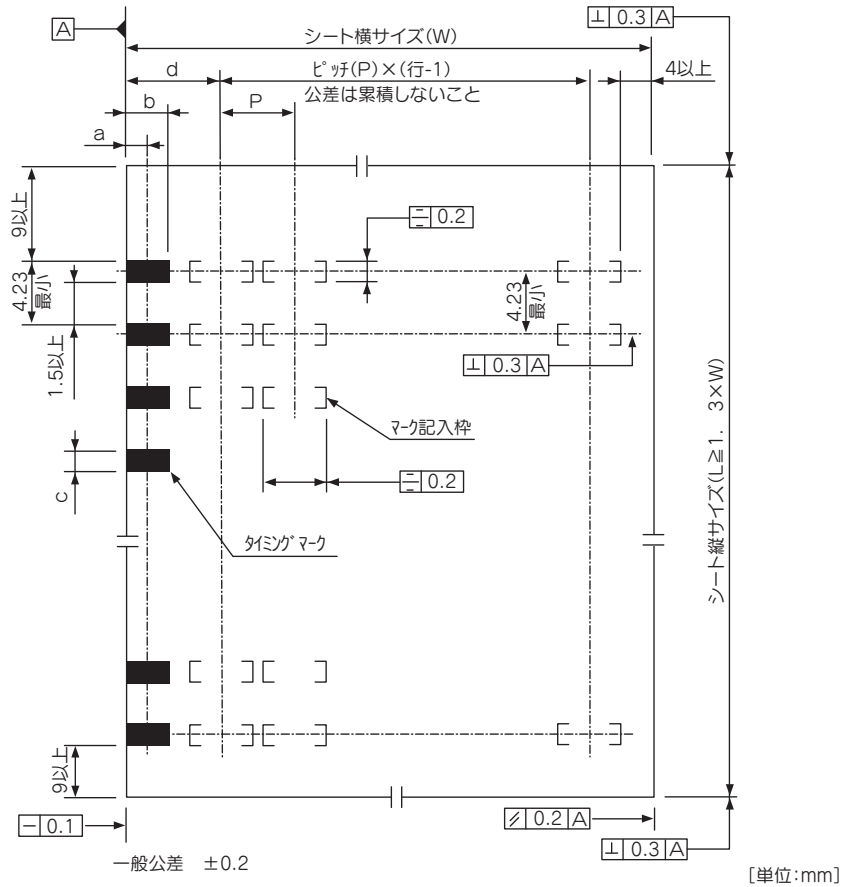 A
⊥ 0.3 A
シート横サイズ(W)
d
ピッチ(P)×(行-1)
4以上
公差は累積しないこと
b
P
a
9以上
⌯ 0.2
4.23
最小
4.23
最小
1.5以上
⊥ 0.3 A
マーク記入枠
⌯ 0.2
c
タイミングマーク
シート縦サイズ(L≧1. 3×W)
9以上
⏤ 0.1
⫽ 0.2 A
⊥ 0.3 A
一般公差 ±0.2
[単位:mm]